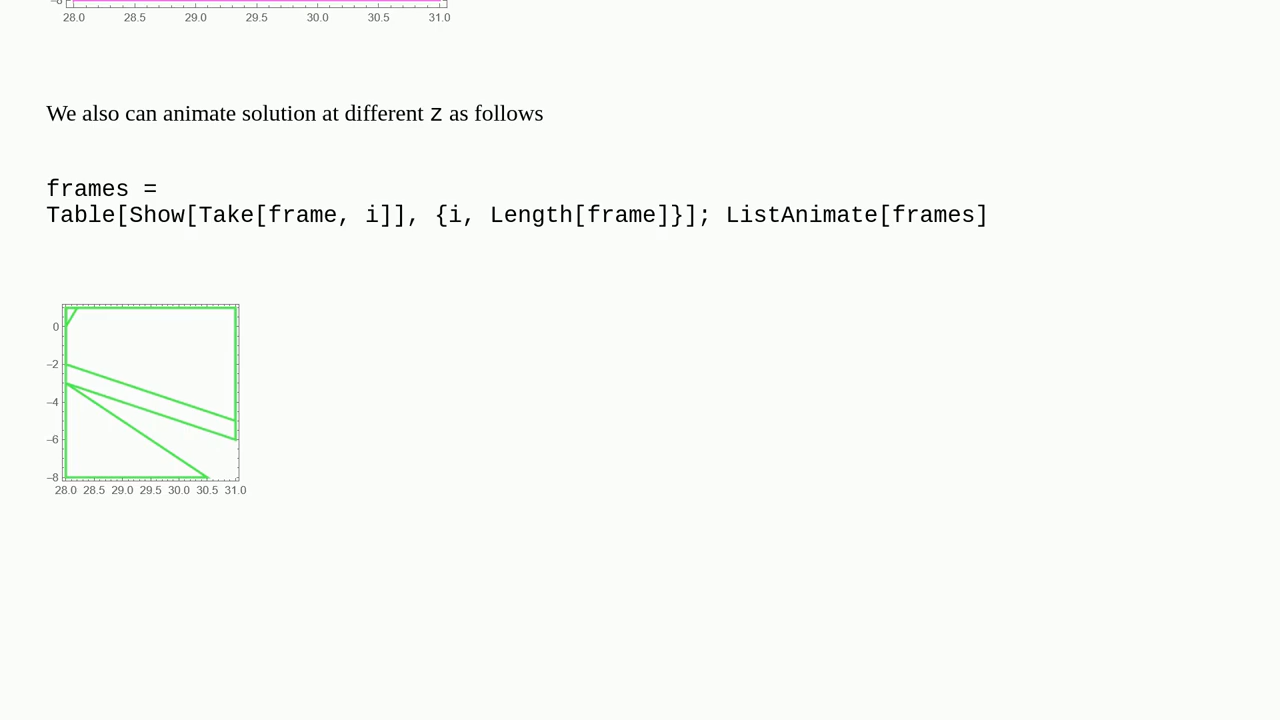 −8
28.0 28.5 29.0 29.5 30.0 30.5 31.0
We also can animate solution at different z as follows
frames =
Table[Show[Take[frame, i]], {i, Length[frame]}]; ListAnimate[frames]
0
−2
−4
−6
−8
28.0 28.5 29.0 29.5 30.0 30.5 31.0